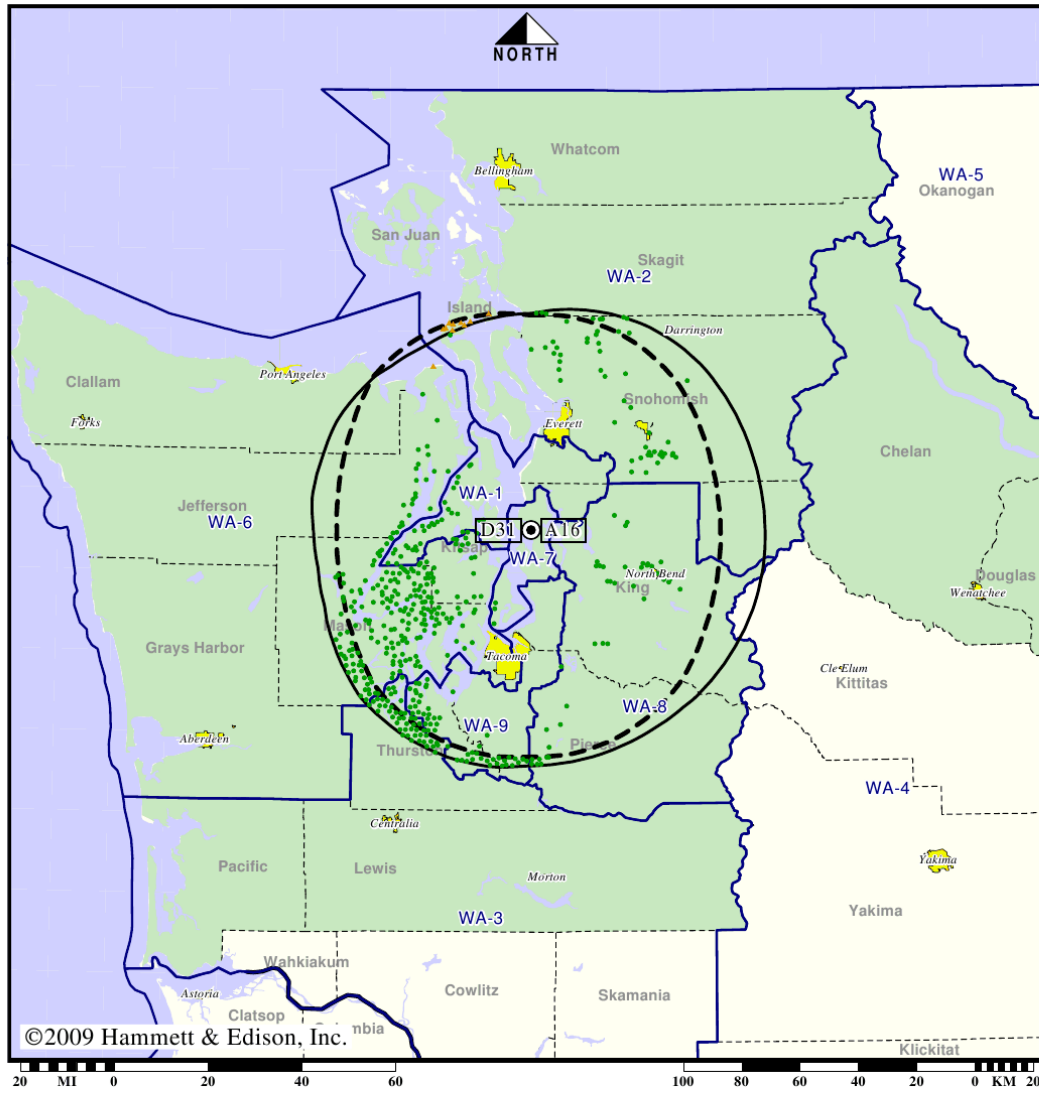 NORTH
Whatcom
Bellingham
WA-5
Okanogan
San Juan
Skagit
WA-2
Island
Darrington
Port Angeles
Clallam
Snohomish
Forks
Everett
Chelan
WA-1
Jefferson
WA-6
D31
A16
Kitsap
WA-7
North Bend
King
Douglas
Wenatchee
Mason
Grays Harbor
Tacoma
Cle Elum
Kittitas
WA-8
WA-9
Aberdeen
Thurston
Pierce
WA-4
Centralia
Yakima
Pacific
Lewis
Morton
Yakima
WA-3
Wahkiakum
Astoria
Cowlitz
Skamania
Clatsop
©2009 Hammett & Edison, Inc.
Klickitat
20 MI 0 20 40 60 100 80 60 40 20 0 KM 20